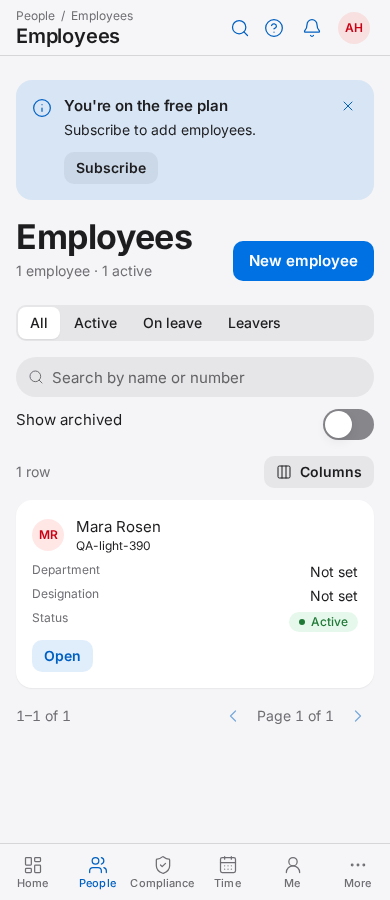 People / Employees
Employees
AH
You're on the free plan
Subscribe to add employees.
Subscribe
Employees
1 employee · 1 active
New employee
All Active On leave Leavers
Search by name or number
Show archived
1 row
Columns
MR
Mara Rosen
QA-light-390
Department Not set
Designation Not set
Status Active
Open
1–1 of 1
Page 1 of 1
Home People Compliance Time Me More